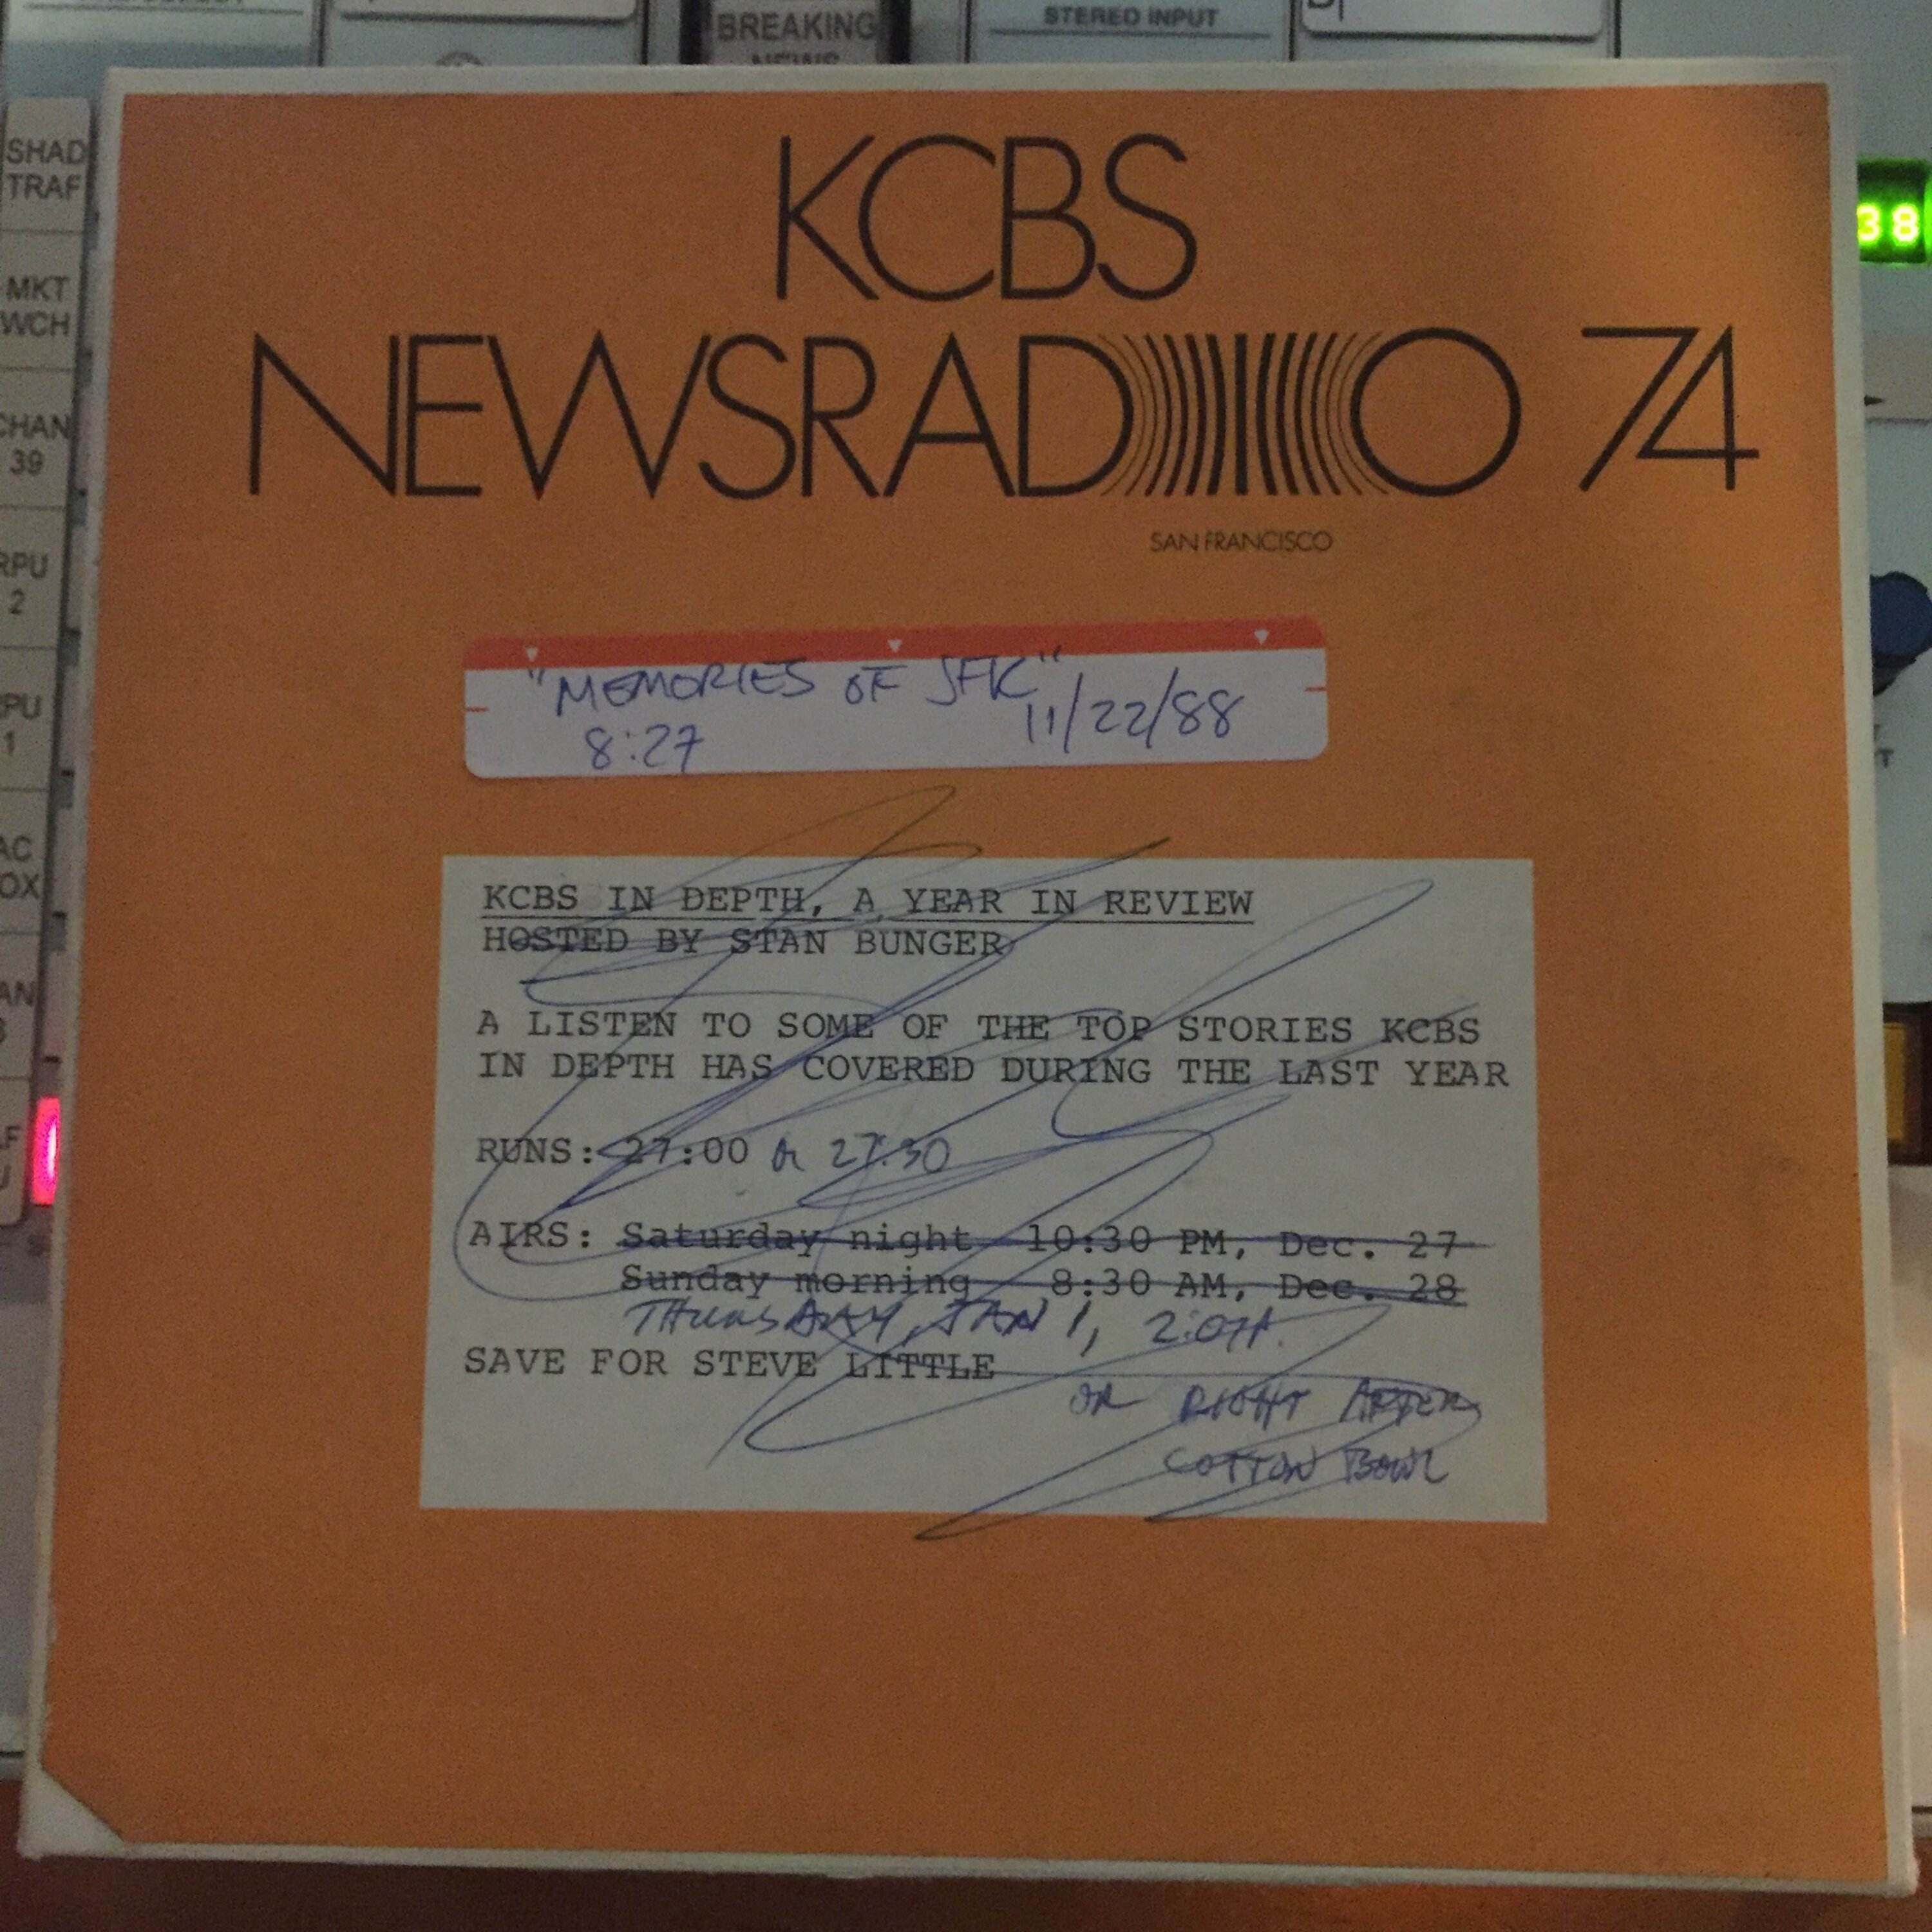 BREAKING
NEWS
STEREO INPUT
SHAD
TRAF
MKT
WCH
CHAN
39
RPU
2
1
38
KCBS
NEWSRADIO 74
SAN FRANCISCO
"MEMORIES OF JFK"
8:27 11/22/88
KCBS IN DEPTH, A YEAR IN REVIEW
HOSTED BY STAN BUNGER
A LISTEN TO SOME OF THE TOP STORIES KCBS
IN DEPTH HAS COVERED DURING THE LAST YEAR
RUNS: 27:00 or 27:30
AIRS: Saturday night 10:30 PM, Dec. 27
Sunday morning 8:30 AM, Dec. 28
THURSDAY, JAN 1, 2:07P.
SAVE FOR STEVE LITTLE
OR RIGHT AFTER
COTTON BOWL